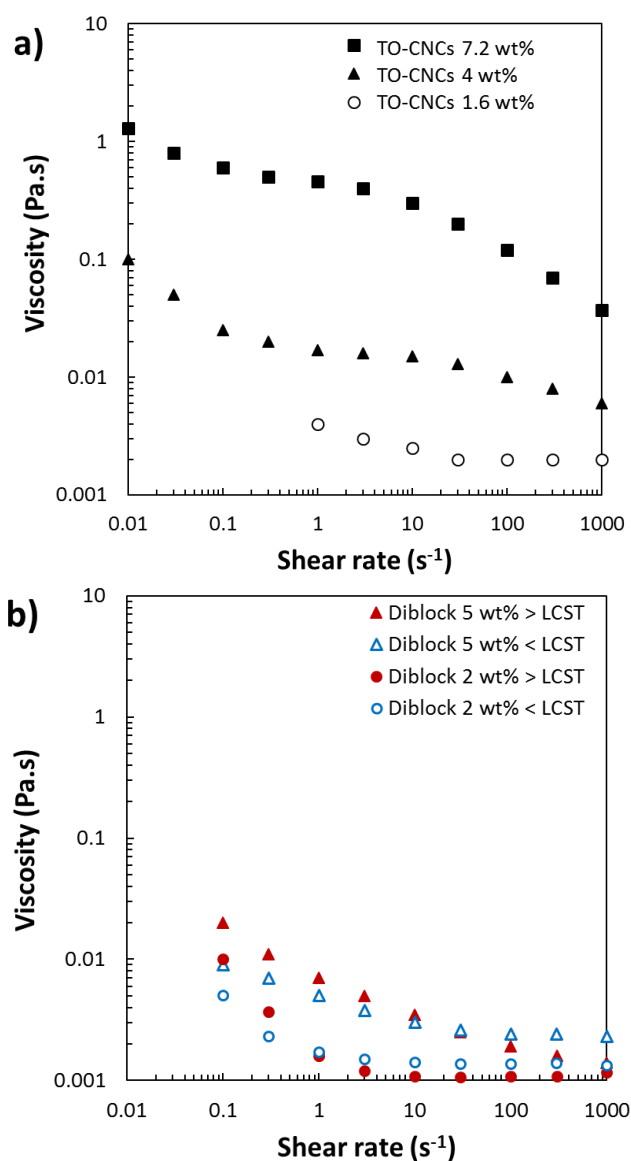 a)
10
1
0.1
0.01
0.001
Viscosity (Pa.s)
TO-CNCs 7.2 wt%
TO-CNCs 4 wt%
TO-CNCs 1.6 wt%
0.01 0.1 1 10 100 1000
Shear rate (s⁻¹)
b)
10
1
0.1
0.01
0.001
Viscosity (Pa.s)
Diblock 5 wt% > LCST
Diblock 5 wt% < LCST
Diblock 2 wt% > LCST
Diblock 2 wt% < LCST
0.01 0.1 1 10 100 1000
Shear rate (s⁻¹)